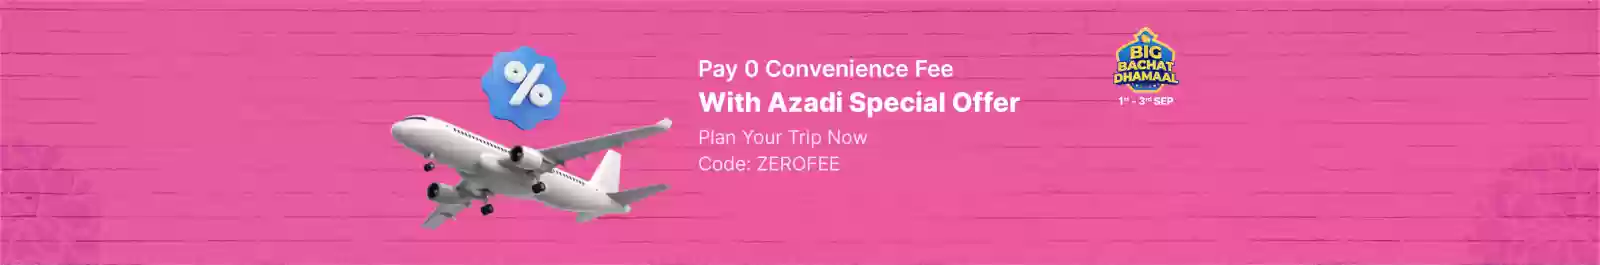 Pay 0 Convenience Fee
With Azadi Special Offer
Plan Your Trip Now
Code: ZEROFEE
BIG
BACHAT
DHAMAAL
1st - 3rd SEP
%